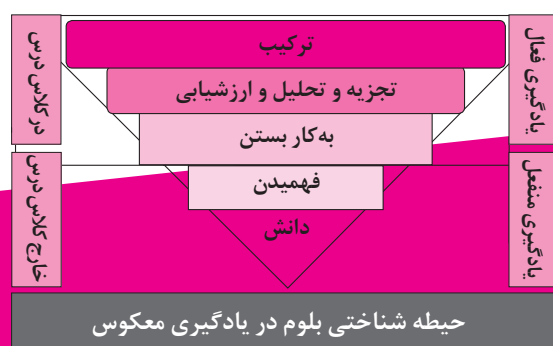 ترکیب
تجزیه و تحلیل و ارزشیابی
به‌کار بستن
فهمیدن
دانش
یادگیری فعال
یادگیری منفعل
در کلاس درس
خارج کلاس درس
حیطه شناختی بلوم در یادگیری معکوس